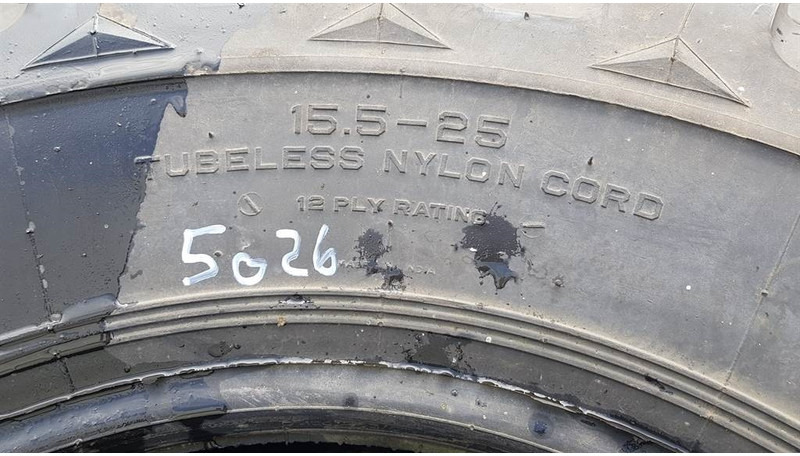 15.5-25
TUBELESS NYLON CORD
12 PLY RATING
5026